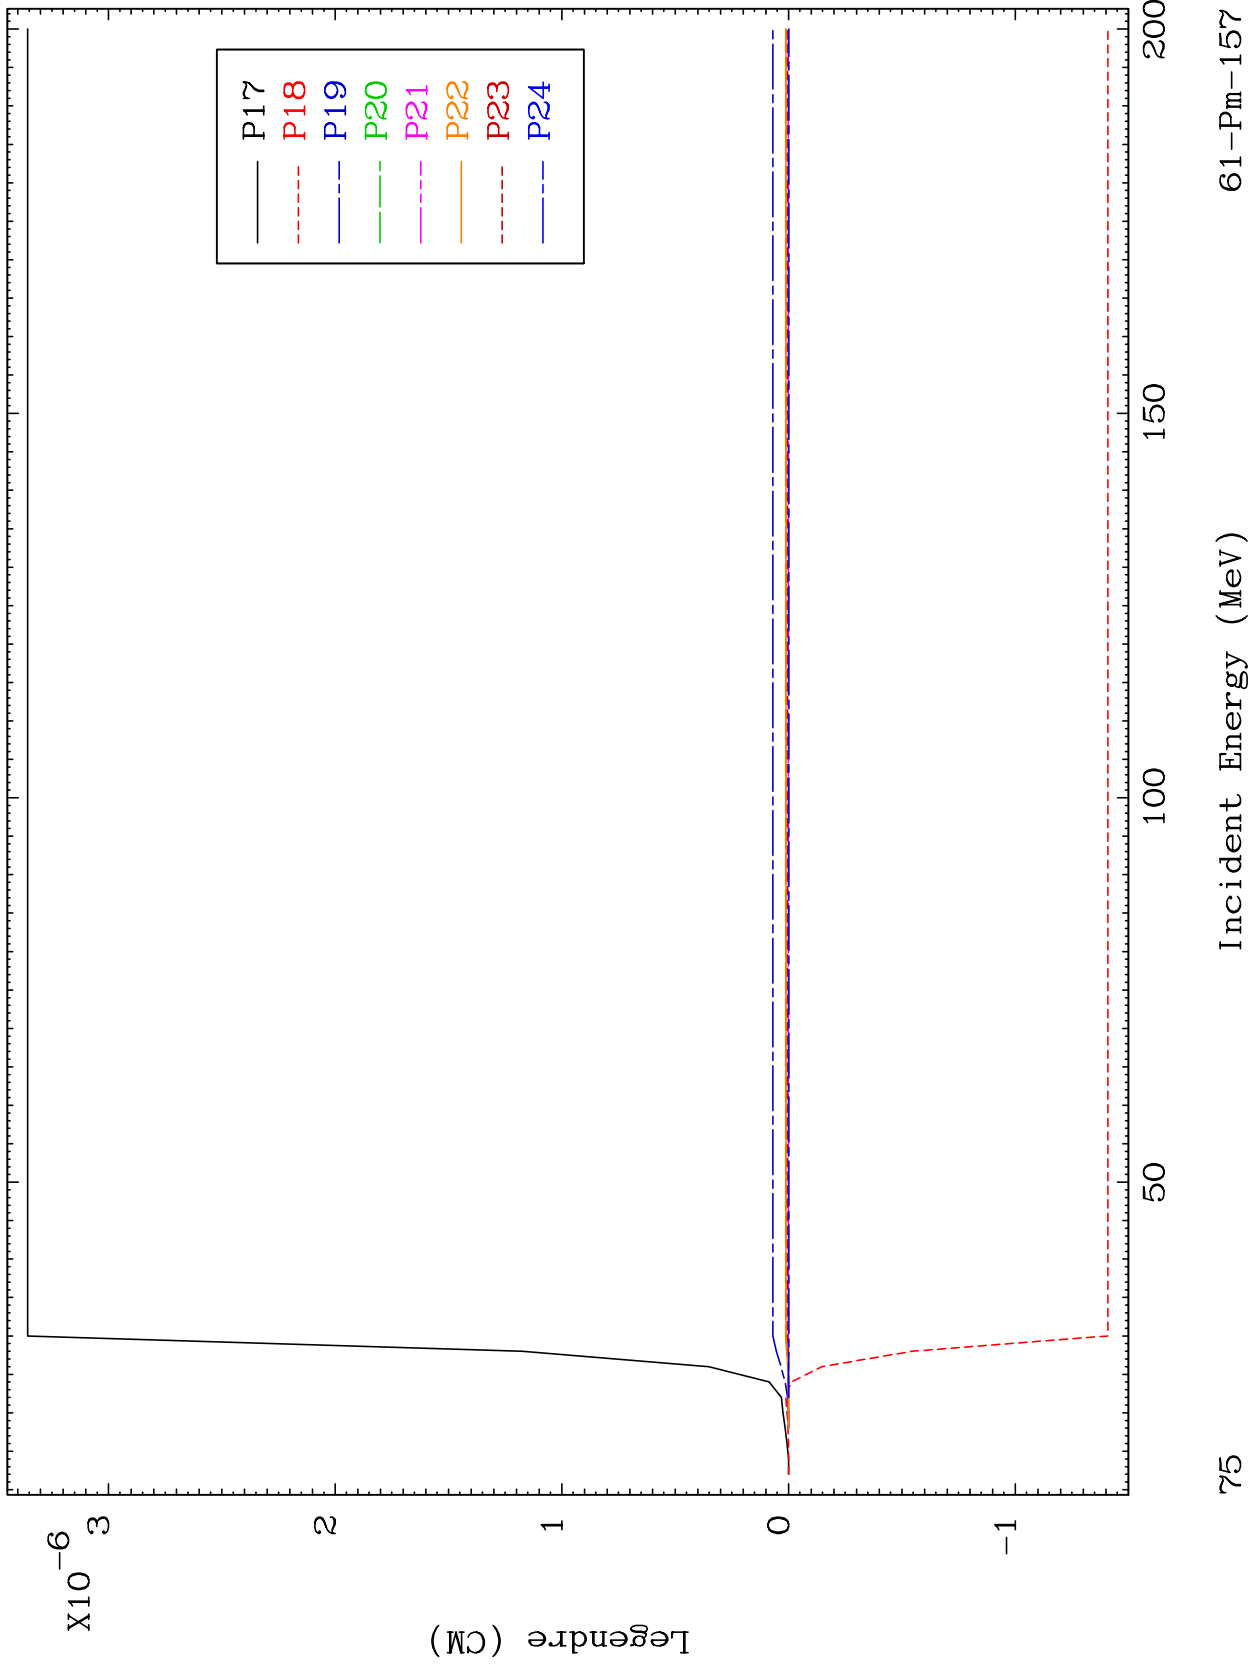 X10^-6
Legendre (CM)
3
2
1
0
-1
P17
P18
P19
P20
P21
P22
P23
P24
50
100
150
200
75
Incident Energy (MeV)
61-Pm-157